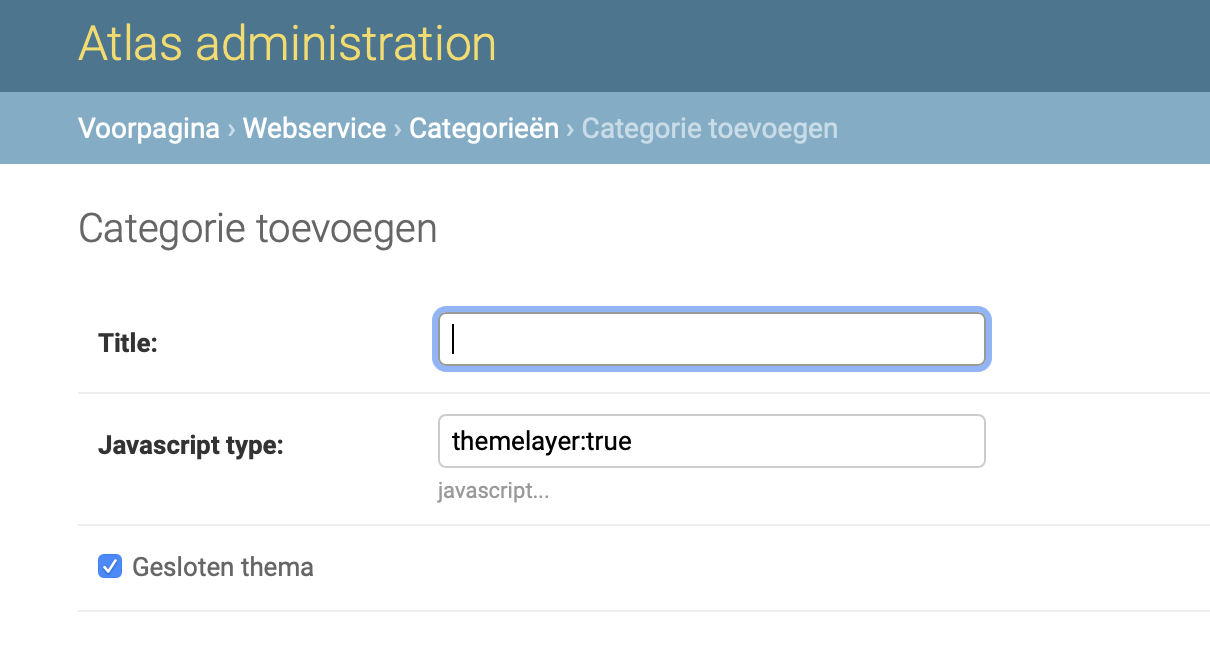 Atlas administration
Voorpagina › Webservice › Categorieën › Categorie toevoegen
Categorie toevoegen
Title:
Javascript type: themelayer:true
javascript...
Gesloten thema